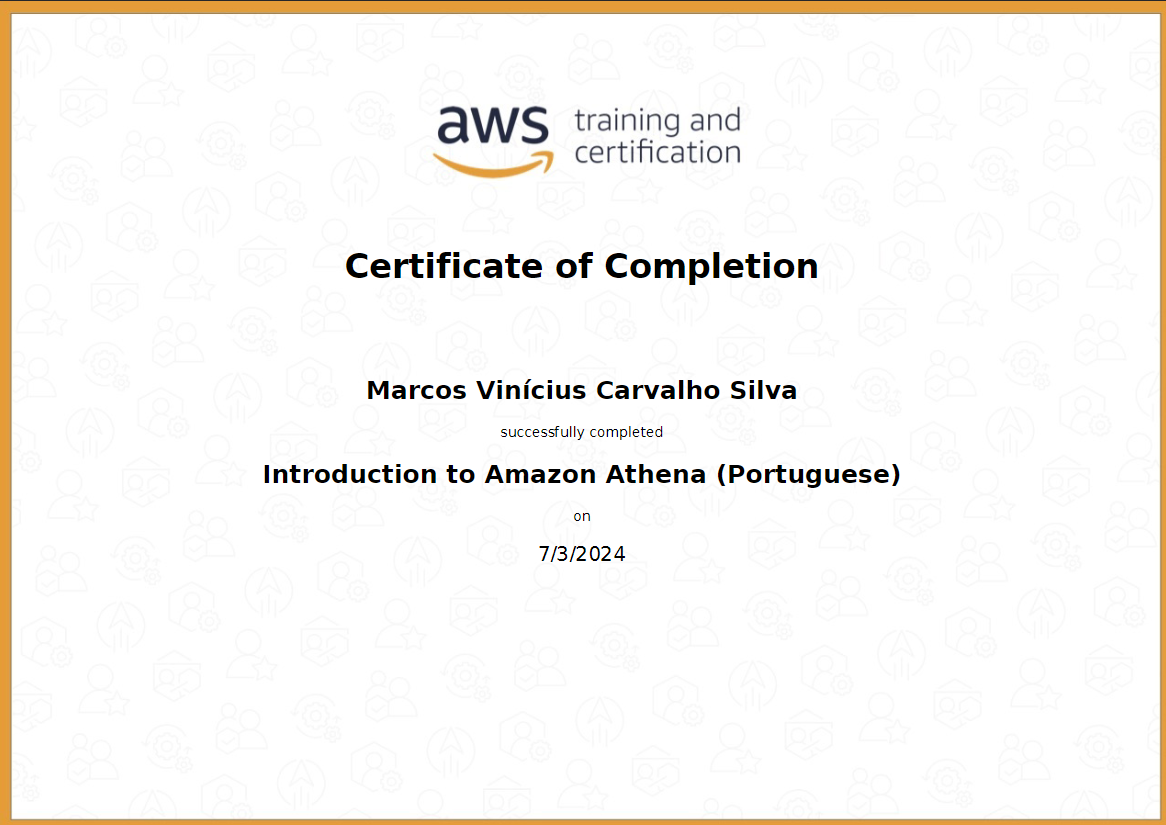 aws training and
certification
Certificate of Completion
Marcos Vinícius Carvalho Silva
successfully completed
Introduction to Amazon Athena (Portuguese)
on
7/3/2024